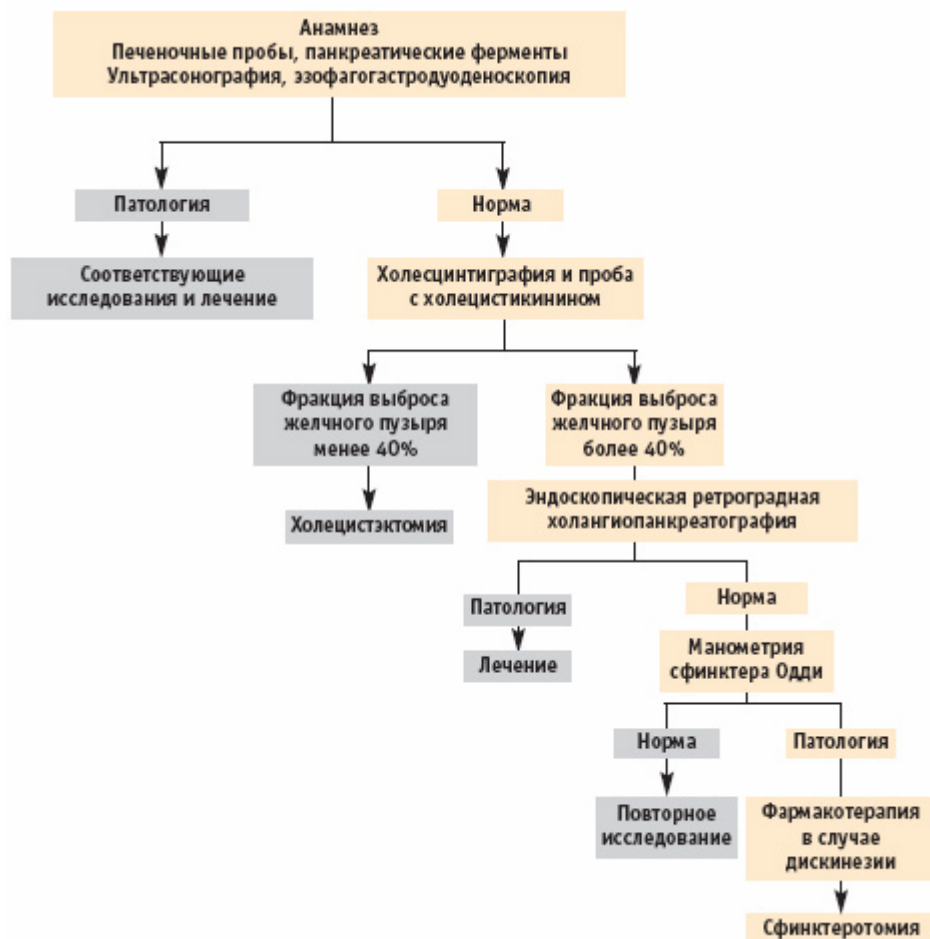 Анамнез
Печеночные пробы, панкреатические ферменты
Ультрасонография, эзофагогастродуоденоскопия
Патология
Норма
Соответствующие
исследования и лечение
Холесцинтиграфия и проба
с холецистикинином
Фракция выброса
желчного пузыря
менее 40%
Фракция выброса
желчного пузыря
более 40%
Холецистэктомия
Эндоскопическая ретроградная
холангиопанкреатография
Патология
Норма
Лечение
Манометрия
сфинктера Одди
Норма
Патология
Повторное
исследование
Фармакотерапия
в случае
дискинезии
Сфинктеротомия